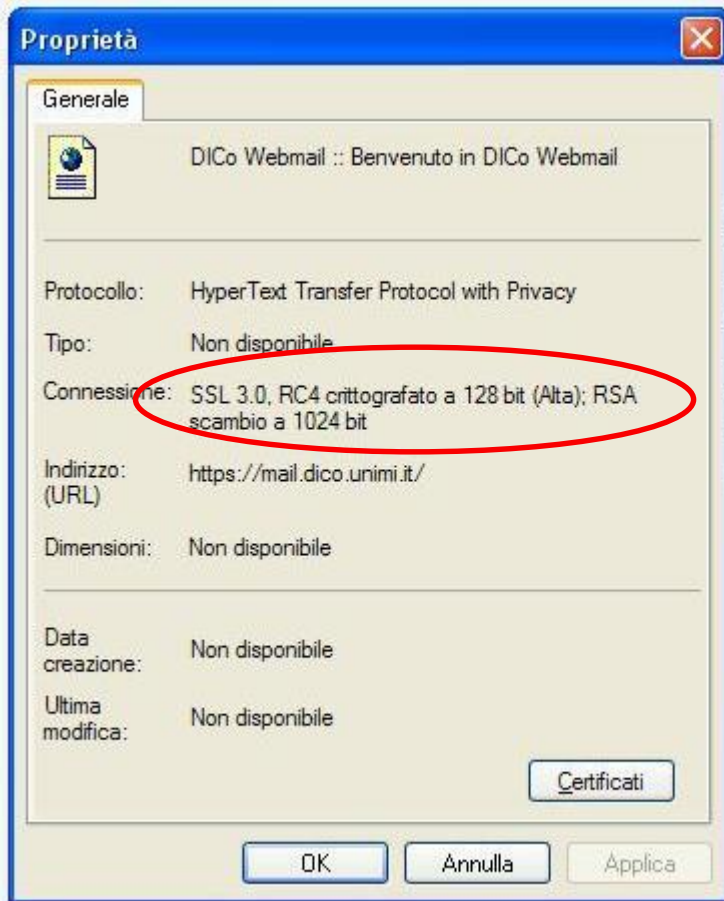 Proprietà
Generale
DICo Webmail :: Benvenuto in DICo Webmail
Protocollo: HyperText Transfer Protocol with Privacy
Tipo: Non disponibile
Connessione: SSL 3.0, RC4 crittografato a 128 bit (Alta); RSA
scambio a 1024 bit
Indirizzo: https://mail.dico.unimi.it/
(URL)
Dimensioni: Non disponibile
Data
creazione: Non disponibile
Ultima
modifica: Non disponibile
Certificati
OK Annulla Applica